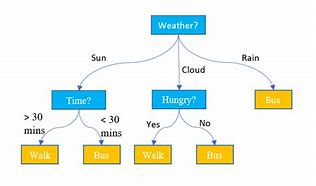 Weather?
Sun
Cloud
Rain
Time?
Hungry?
Bus
> 30
mins
< 30
mins
Yes
No
Walk
Bus
Walk
Bus